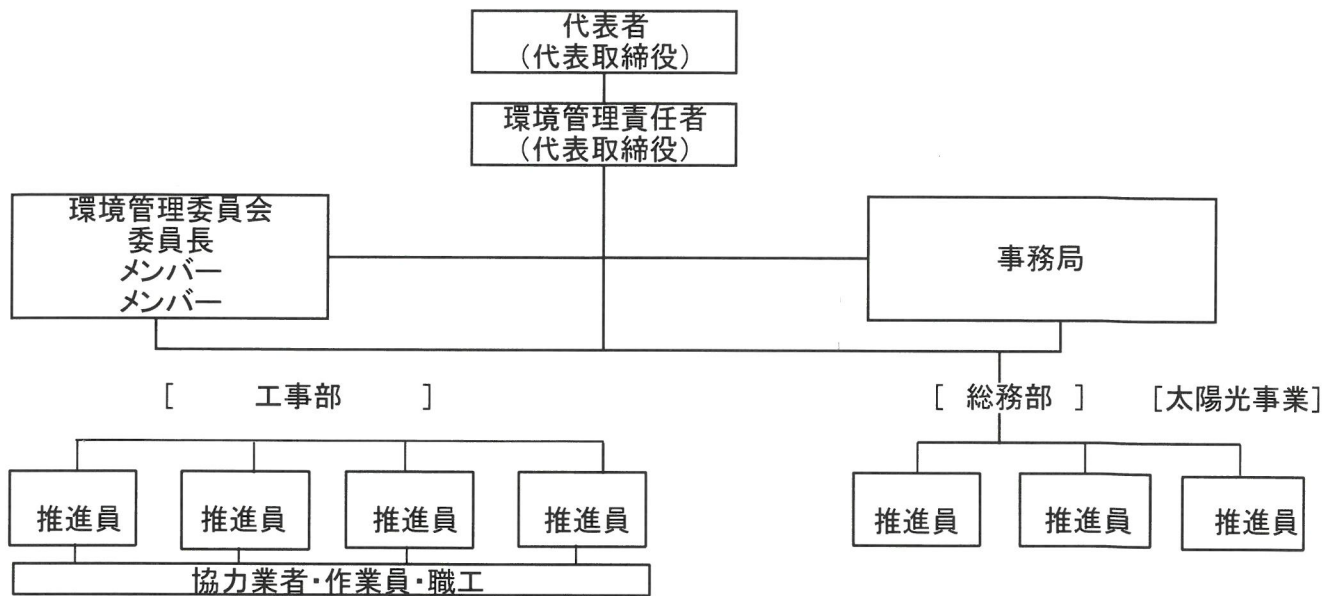 代表者
（代表取締役）
環境管理責任者
（代表取締役）
環境管理委員会
委員長
メンバー
メンバー
事務局
[ 工事部 ]
[ 総務部 ]
[太陽光事業]
推進員
推進員
推進員
推進員
推進員
推進員
推進員
協力業者・作業員・職工